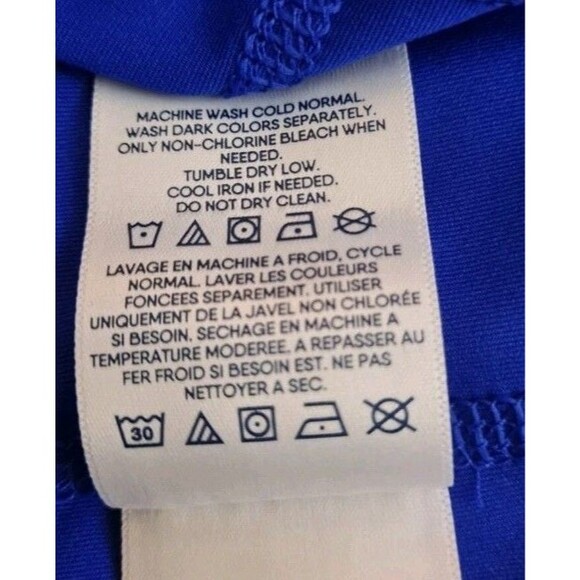 MACHINE WASH COLD NORMAL.
WASH DARK COLORS SEPARATELY.
ONLY NON-CHLORINE BLEACH WHEN
NEEDED.
TUMBLE DRY LOW.
COOL IRON IF NEEDED.
DO NOT DRY CLEAN.
LAVAGE EN MACHINE A FROID, CYCLE
NORMAL. LAVER LES COULEURS
FONCEES SEPAREMENT. UTILISER
UNIQUEMENT DE LA JAVEL NON CHLORÉE
SI BESOIN. SECHAGE EN MACHINE A
TEMPERATURE MODEREE. A REPASSER AU
FER FROID SI BESOIN EST. NE PAS
NETTOYER A SEC.
30